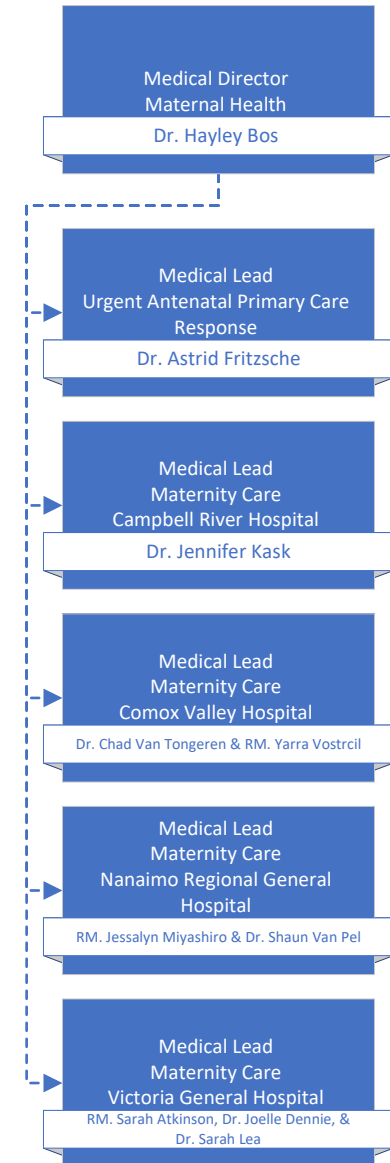 Medical Director
Maternal Health
Dr. Hayley Bos
Medical Lead
Urgent Antenatal Primary Care
Response
Dr. Astrid Fritzsche
Medical Lead
Maternity Care
Campbell River Hospital
Dr. Jennifer Kask
Medical Lead
Maternity Care
Comox Valley Hospital
Dr. Chad Van Tongeren & RM. Yarra Vostrcil
Medical Lead
Maternity Care
Nanaimo Regional General
Hospital
RM. Jessalyn Miyashiro & Dr. Shaun Van Pel
Medical Lead
Maternity Care
Victoria General Hospital
RM. Sarah Atkinson, Dr. Joelle Dennie, &
Dr. Sarah Lea